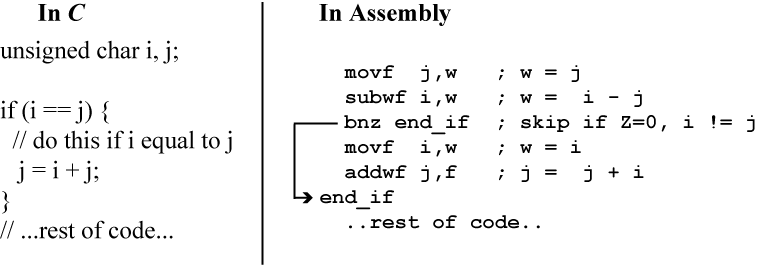 In C
unsigned char i, j;
if (i == j) {
// do this if i equal to j
j = i + j;
}
// ...rest of code...
In Assembly
movf j,w ; w = j
subwf i,w ; w = i - j
bnz end_if ; skip if Z=0, i != j
movf i,w ; w = i
addwf j,f ; j = j + i
end_if
..rest of code..